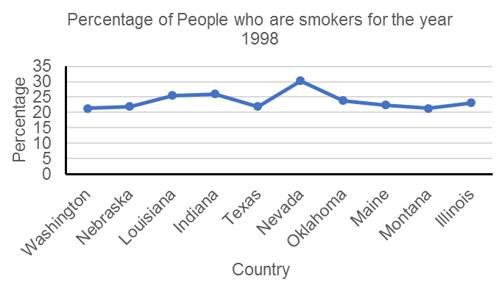 Percentage of People who are smokers for the year
1998
Percentage
35
30
25
20
15
10
5
0
Washington
Nebraska
Louisiana
Indiana
Texas
Nevada
Oklahoma
Maine
Montana
Illinois
Country